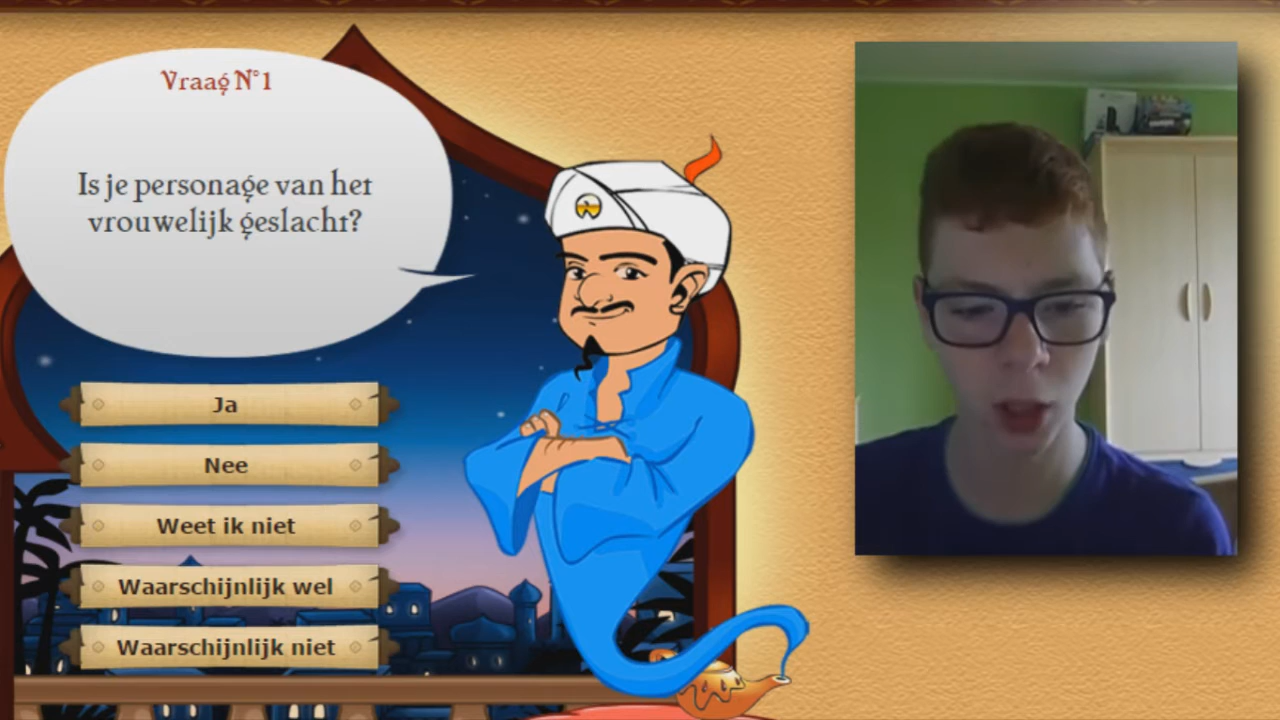 Vraag N°1
Is je personage van het
vrouwelijk geslacht?
Ja
Nee
Weet ik niet
Waarschijnlijk wel
Waarschijnlijk niet